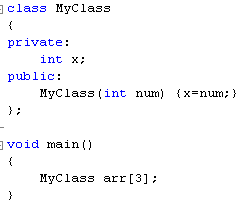 class MyClass
{
private:
    int x;
public:
    MyClass(int num) {x=num;}
};

void main()
{
    MyClass arr[3];
}